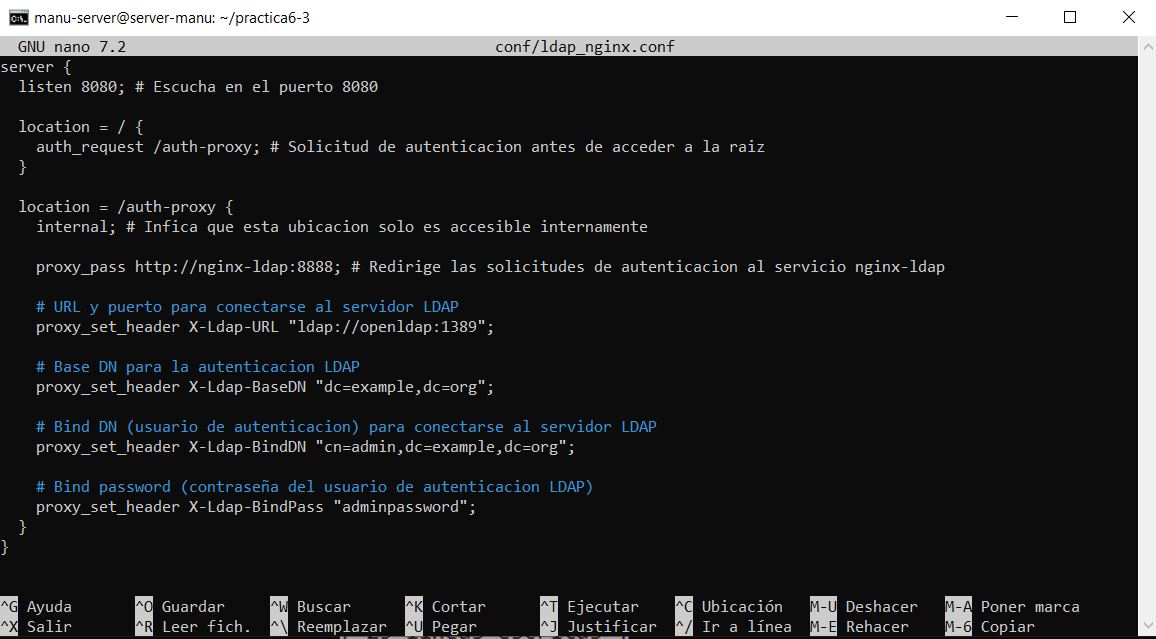 manu-server@server-manu: ~/practica6-3
GNU nano 7.2 conf/ldap_nginx.conf
server {
  listen 8080; # Escucha en el puerto 8080

  location = / {
    auth_request /auth-proxy; # Solicitud de autenticacion antes de acceder a la raiz
  }

  location = /auth-proxy {
    internal; # Infica que esta ubicacion solo es accesible internamente

    proxy_pass http://nginx-ldap:8888; # Redirige las solicitudes de autenticacion al servicio nginx-ldap

    # URL y puerto para conectarse al servidor LDAP
    proxy_set_header X-Ldap-URL "ldap://openldap:1389";

    # Base DN para la autenticacion LDAP
    proxy_set_header X-Ldap-BaseDN "dc=example,dc=org";

    # Bind DN (usuario de autenticacion) para conectarse al servidor LDAP
    proxy_set_header X-Ldap-BindDN "cn=admin,dc=example,dc=org";

    # Bind password (contraseña del usuario de autenticacion LDAP)
    proxy_set_header X-Ldap-BindPass "adminpassword";
  }
}
^G Ayuda ^O Guardar ^W Buscar ^K Cortar ^T Ejecutar ^C Ubicación M-U Deshacer M-A Poner marca
^X Salir ^R Leer fich. ^\ Reemplazar ^U Pegar ^J Justificar ^/ Ir a línea M-E Rehacer M-6 Copiar